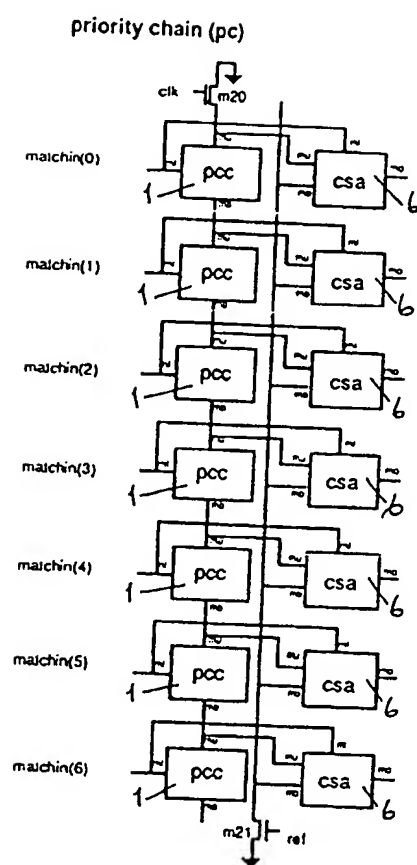 priority chain (pc)
clk m20
matchin(0) 1 pcc csa 6
matchin(1) 1 pcc csa 6
matchin(2) 1 pcc csa 6
matchin(3) 1 pcc csa 6
matchin(4) 1 pcc csa 6
matchin(5) 1 pcc csa 6
matchin(6) 1 pcc csa 6
m21 ref